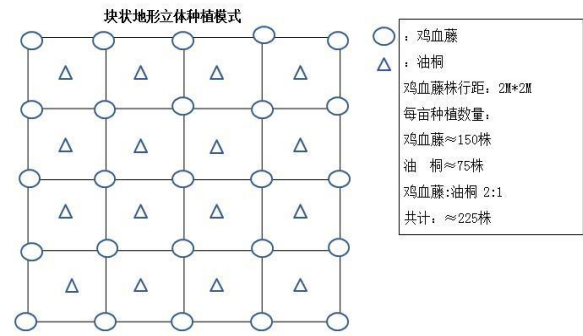 块状地形立体种植模式
：鸡血藤
：油桐
鸡血藤株行距：2M*2M
每亩种植数量：
鸡血藤≈150株
油　桐≈75株
鸡血藤:油桐 2:1
共计：≈225株